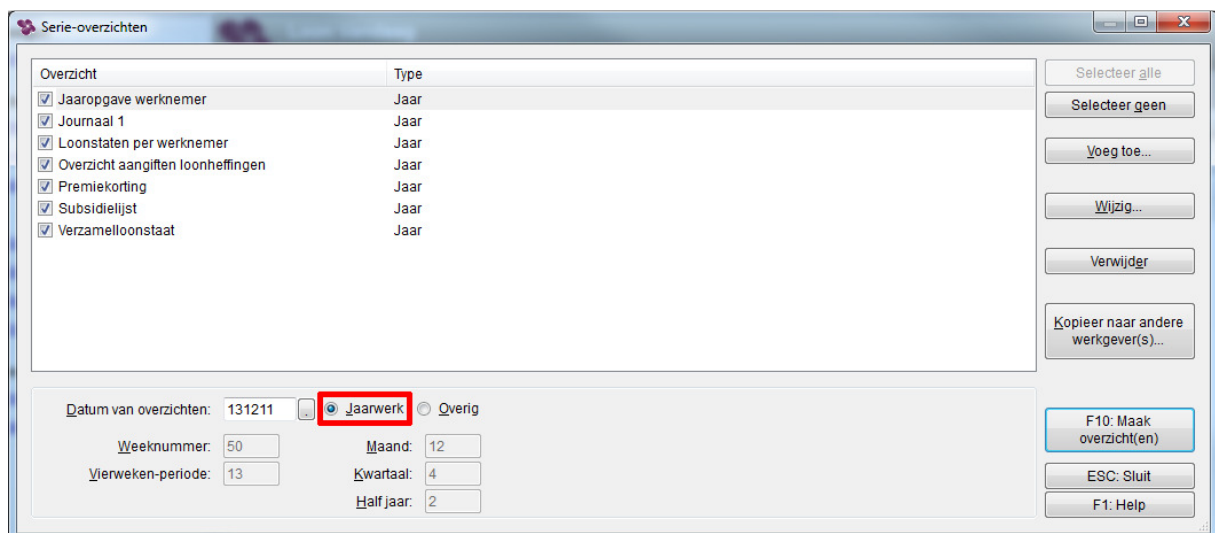 Serie-overzichten
Overzicht Type
Jaaropgave werknemer Jaar
Journaal 1 Jaar
Loonstaten per werknemer Jaar
Overzicht aangiften loonheffingen Jaar
Premiekorting Jaar
Subsidielijst Jaar
Verzamelloonstaat Jaar
Selecteer alle
Selecteer geen
Voeg toe...
Wijzig...
Verwijder
Kopieer naar andere
werkgever(s)...
Datum van overzichten: 131211 . Jaarwerk Overig
Weeknummer: 50 Maand: 12
Vierweken-periode: 13 Kwartaal: 4
Half jaar: 2
F10: Maak
overzicht(en)
ESC: Sluit
F1: Help